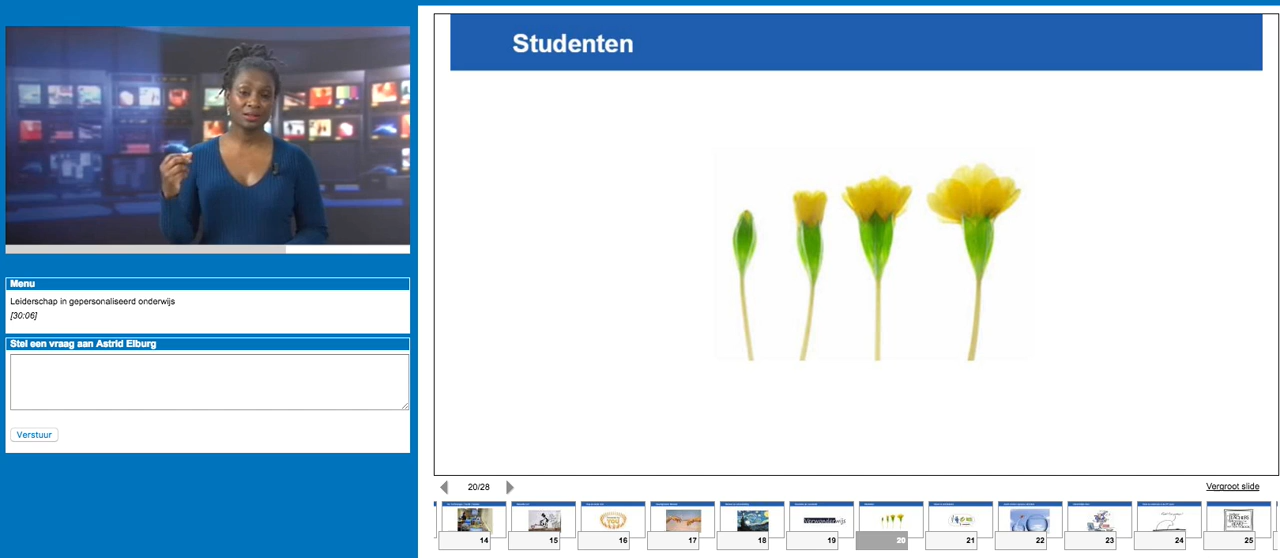 Studenten
Menu
Leiderschap in gepersonaliseerd onderwijs
[30:06]
Stel een vraag aan Astrid Elburg
Verstuur
20/28
Vergroot slide
Verwonderwijs
14
15
16
17
18
19
20
21
22
23
24
25